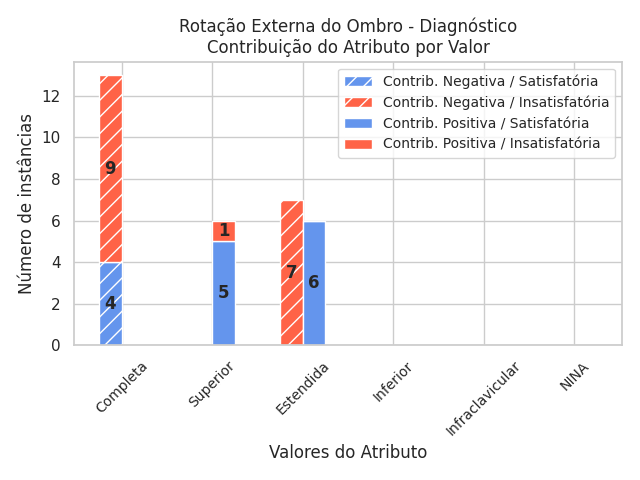 Rotação Externa do Ombro - Diagnóstico
Contribuição do Atributo por Valor
Contrib. Negativa / Satisfatória
Contrib. Negativa / Insatisfatória
Contrib. Positiva / Satisfatória
Contrib. Positiva / Insatisfatória
Número de instâncias
12
10
8
6
4
2
0
9
4
1
5
7
6
Completa
Superior
Estendida
Inferior
Infraclavicular
NINA
Valores do Atributo